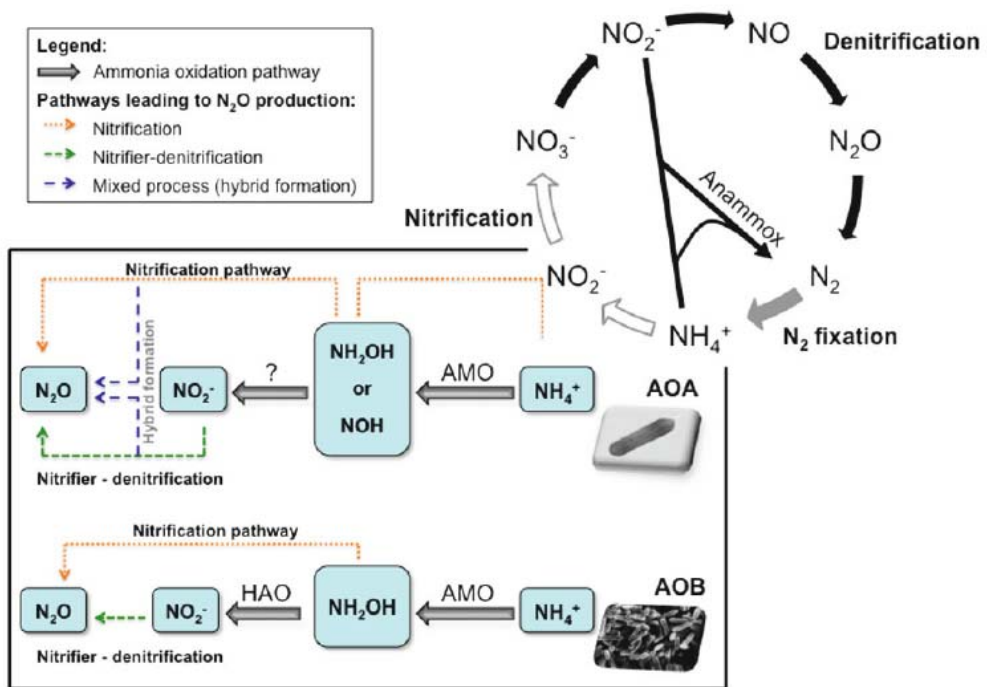 Legend:
Ammonia oxidation pathway
Pathways leading to N₂O production:
Nitrification
Nitrifier-denitrification
Mixed process (hybrid formation)
NO₂⁻
NO
Denitrification
NO₃⁻
N₂O
Anammox
Nitrification
NO₂⁻
N₂
NH₄⁺
N₂ fixation
Nitrification pathway
N₂O
Hybrid formation
NO₂⁻
?
NH₂OH
or
NOH
AMO
NH₄⁺
AOA
Nitrifier - denitrification
Nitrification pathway
N₂O
NO₂⁻
HAO
NH₂OH
AMO
NH₄⁺
AOB
Nitrifier - denitrification